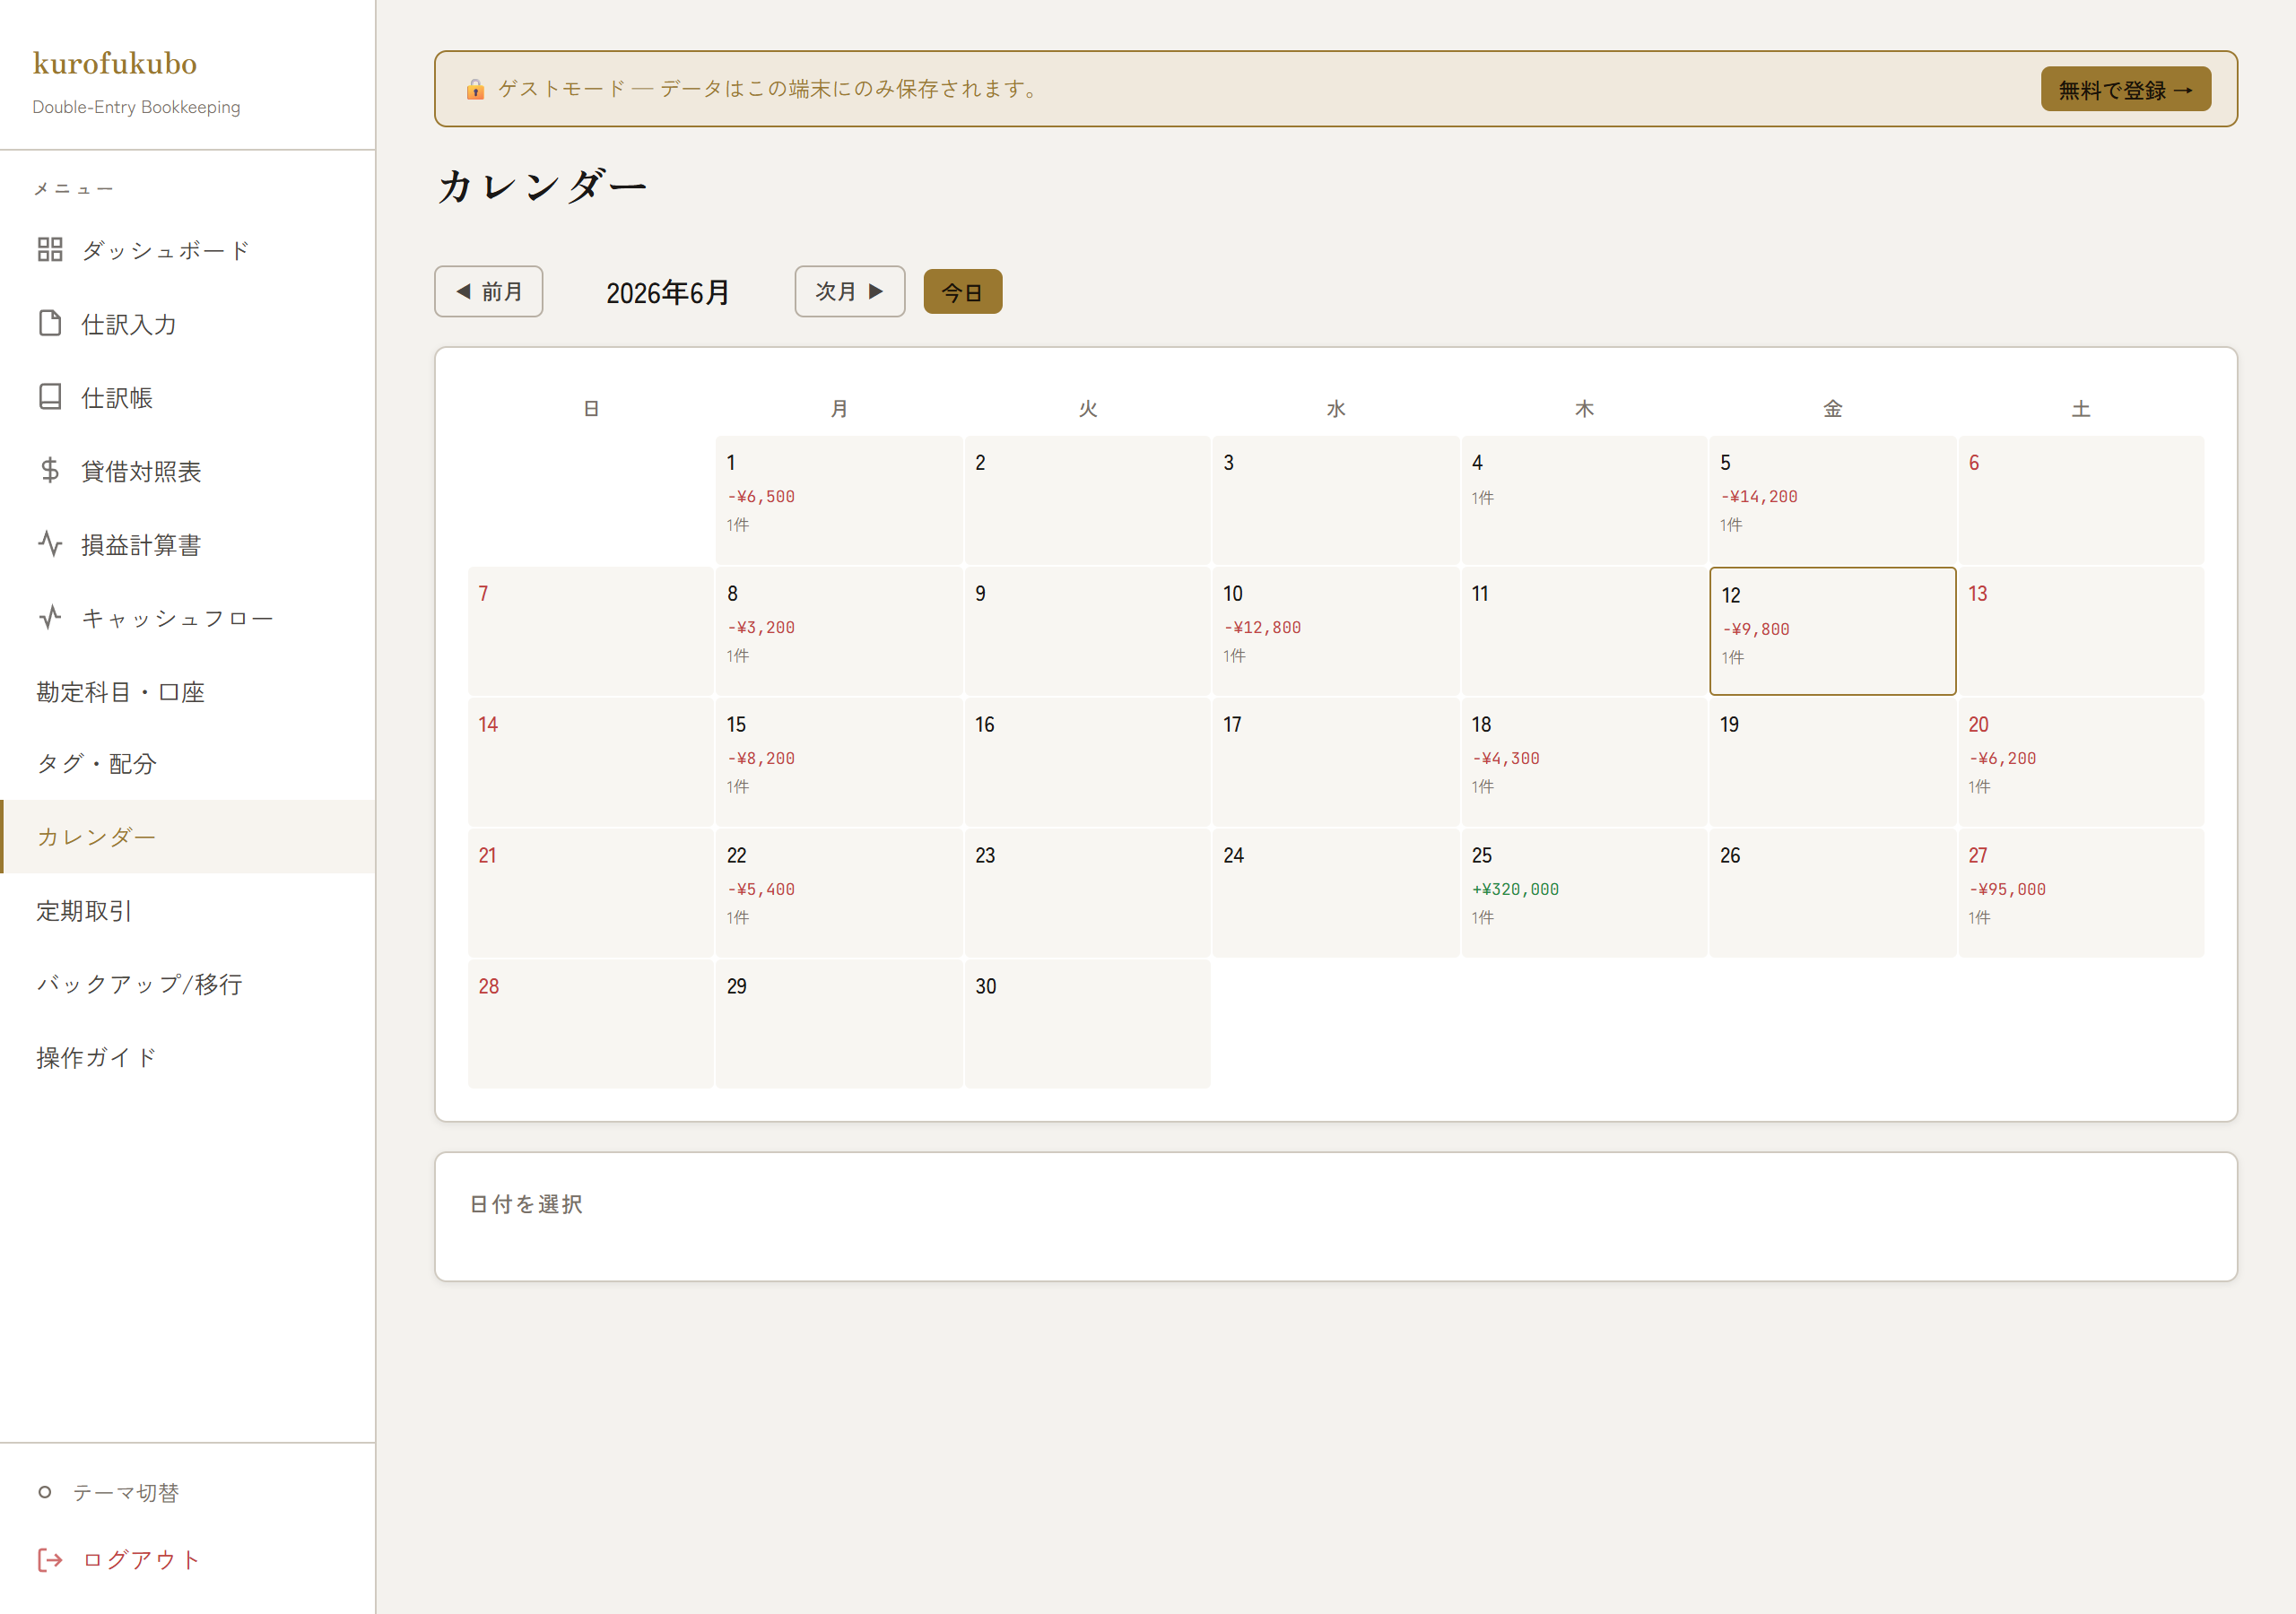 kurofukubo
Double-Entry Bookkeeping
メニュー
ダッシュボード
仕訳入力
仕訳帳
貸借対照表
損益計算書
キャッシュフロー
勘定科目・口座
タグ・配分
カレンダー
定期取引
バックアップ/移行
操作ガイド
テーマ切替
ログアウト
ゲストモード — データはこの端末にのみ保存されます。
無料で登録 →
カレンダー
◀ 前月
2026年6月
次月 ▶
今日
日 月 火 水 木 金 土
1 2 3 4 5 6
-¥6,500 1件 -¥14,200
1件 1件
7 8 9 10 11 12 13
-¥3,200 -¥12,800 -¥9,800
1件 1件 1件
14 15 16 17 18 19 20
-¥8,200 -¥4,300 -¥6,200
1件 1件 1件
21 22 23 24 25 26 27
-¥5,400 +¥320,000 -¥95,000
1件 1件 1件
28 29 30
日付を選択